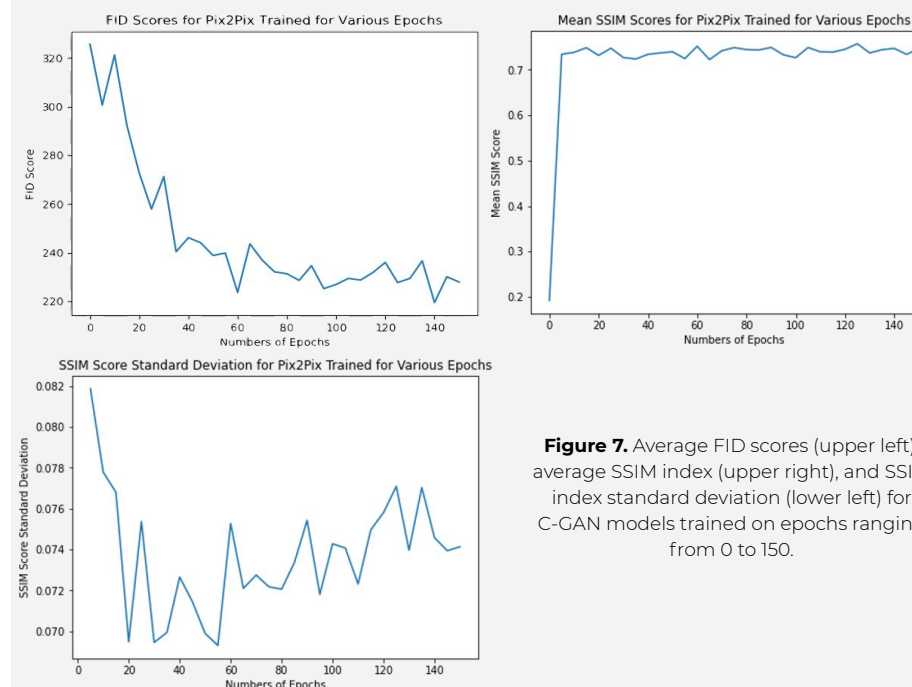 FID Scores for Pix2Pix Trained for Various Epochs
FID Score
320
300
280
260
240
220
0 20 40 60 80 100 120 140
Numbers of Epochs
Mean SSIM Scores for Pix2Pix Trained for Various Epochs
Mean SSIM Score
0.7
0.6
0.5
0.4
0.3
0.2
0 20 40 60 80 100 120 140
Numbers of Epochs
SSIM Score Standard Deviation for Pix2Pix Trained for Various Epochs
SSIM Score Standard Deviation
0.082
0.080
0.078
0.076
0.074
0.072
0.070
0 20 40 60 80 100 120 140
Numbers of Epochs
Figure 7. Average FID scores (upper left)
average SSIM index (upper right), and SSI
index standard deviation (lower left) for
C-GAN models trained on epochs rangin
from 0 to 150.